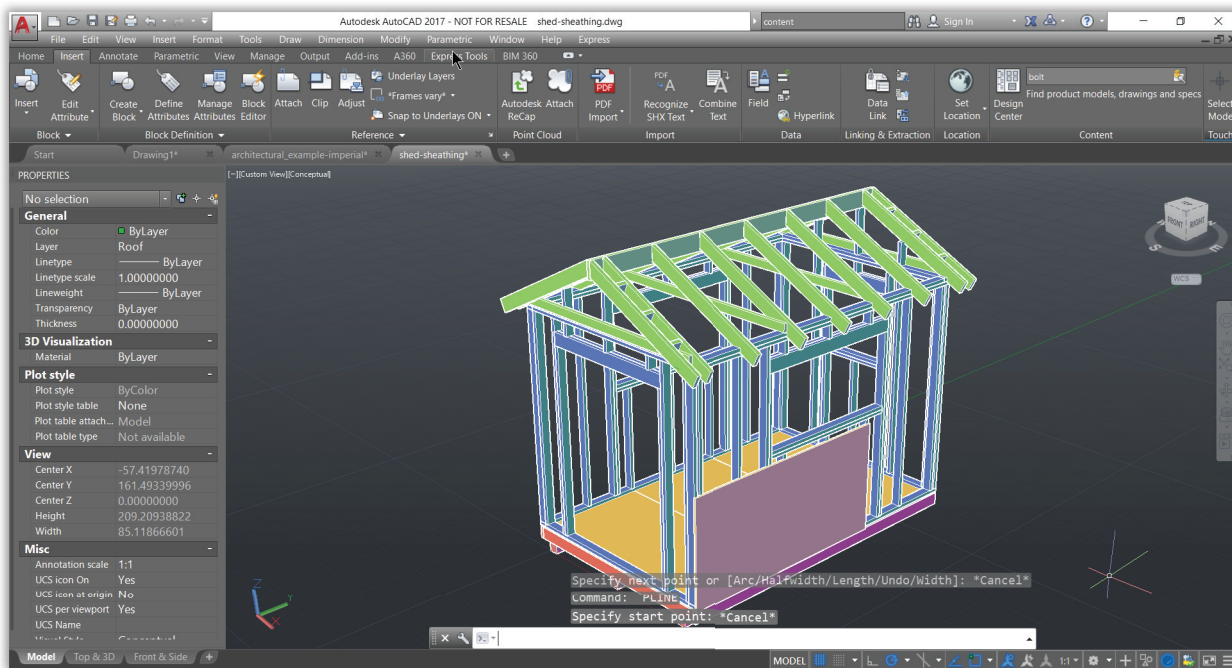 Autodesk AutoCAD 2017 - NOT FOR RESALE shed-sheathing.dwg
content
Sign In
File Edit View Insert Format Tools Draw Dimension Modify Parametric Window Help Express
Home Insert Annotate Parametric View Manage Output Add-ins A360 Express Tools BIM 360
Insert
Edit Attribute
Create Block
Define Attributes
Manage Attributes
Block Editor
Attach
Clip
Adjust
Underlay Layers
*Frames vary*
Snap to Underlays ON
Autodesk ReCap
Attach
PDF Import
PDF
Recognize SHX Text
Combine Text
Field
Hyperlink
Data Link
Set Location
Design Center
bolt
Find product models, drawings and specs
Select Mode
Block
Block Definition
Reference
Point Cloud
Import
Data
Linking & Extraction
Location
Content
Touch
Start
Drawing1*
architectural_example-imperial*
shed-sheathing*
PROPERTIES
[−][Custom View][Conceptual]
No selection
General
Color ByLayer
Layer Roof
Linetype ByLayer
Linetype scale 1.00000000
Lineweight ByLayer
Transparency ByLayer
Thickness 0.00000000
3D Visualization
Material ByLayer
Plot style
Plot style ByColor
Plot style table None
Plot table attach... Model
Plot table type Not available
View
Center X -57.41978740
Center Y 161.49339996
Center Z 0.00000000
Height 209.20938822
Width 85.11866601
Misc
Annotation scale 1:1
UCS icon On Yes
UCS icon at origin No
UCS per viewport Yes
UCS Name
Visual Style Conceptual
FRONT RIGHT
S E
WCS
Z Y X
Specify next point or [Arc/Halfwidth/Length/Undo/Width]: *Cancel*
Command: PLINE
Specify start point: *Cancel*
Model Top & 3D Front & Side +
MODEL
1:1